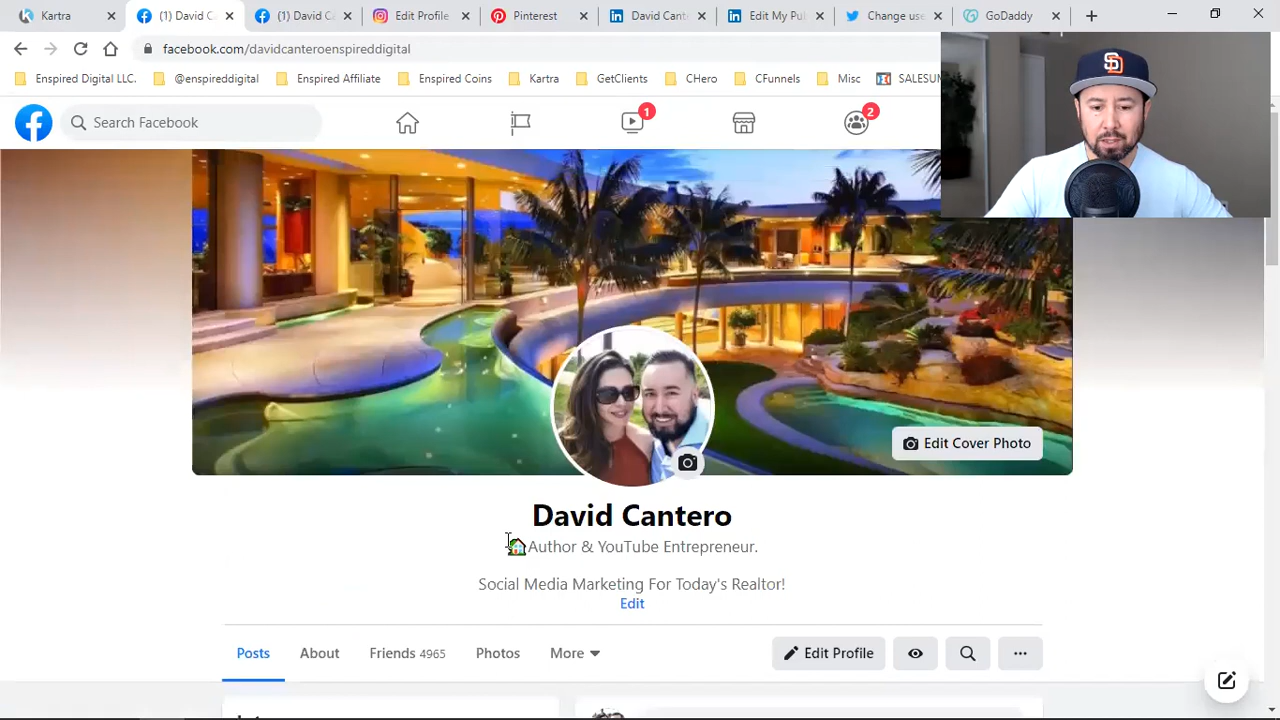 Kartra
(1) David C
(1) David C
Edit Profile
Pinterest
David Cante
Edit My Pu
Change use
GoDaddy
facebook.com/davidcanteroenspireddigital
Enspired Digital LLC.
@enspireddigital
Enspired Affiliate
Enspired Coins
Kartra
GetClients
CHero
CFunnels
Misc
SALESUM
Search Facebook
1
2
SD
Edit Cover Photo
David Cantero
Author & YouTube Entrepreneur.
Social Media Marketing For Today's Realtor!
Edit
Posts
About
Friends 4965
Photos
More
Edit Profile